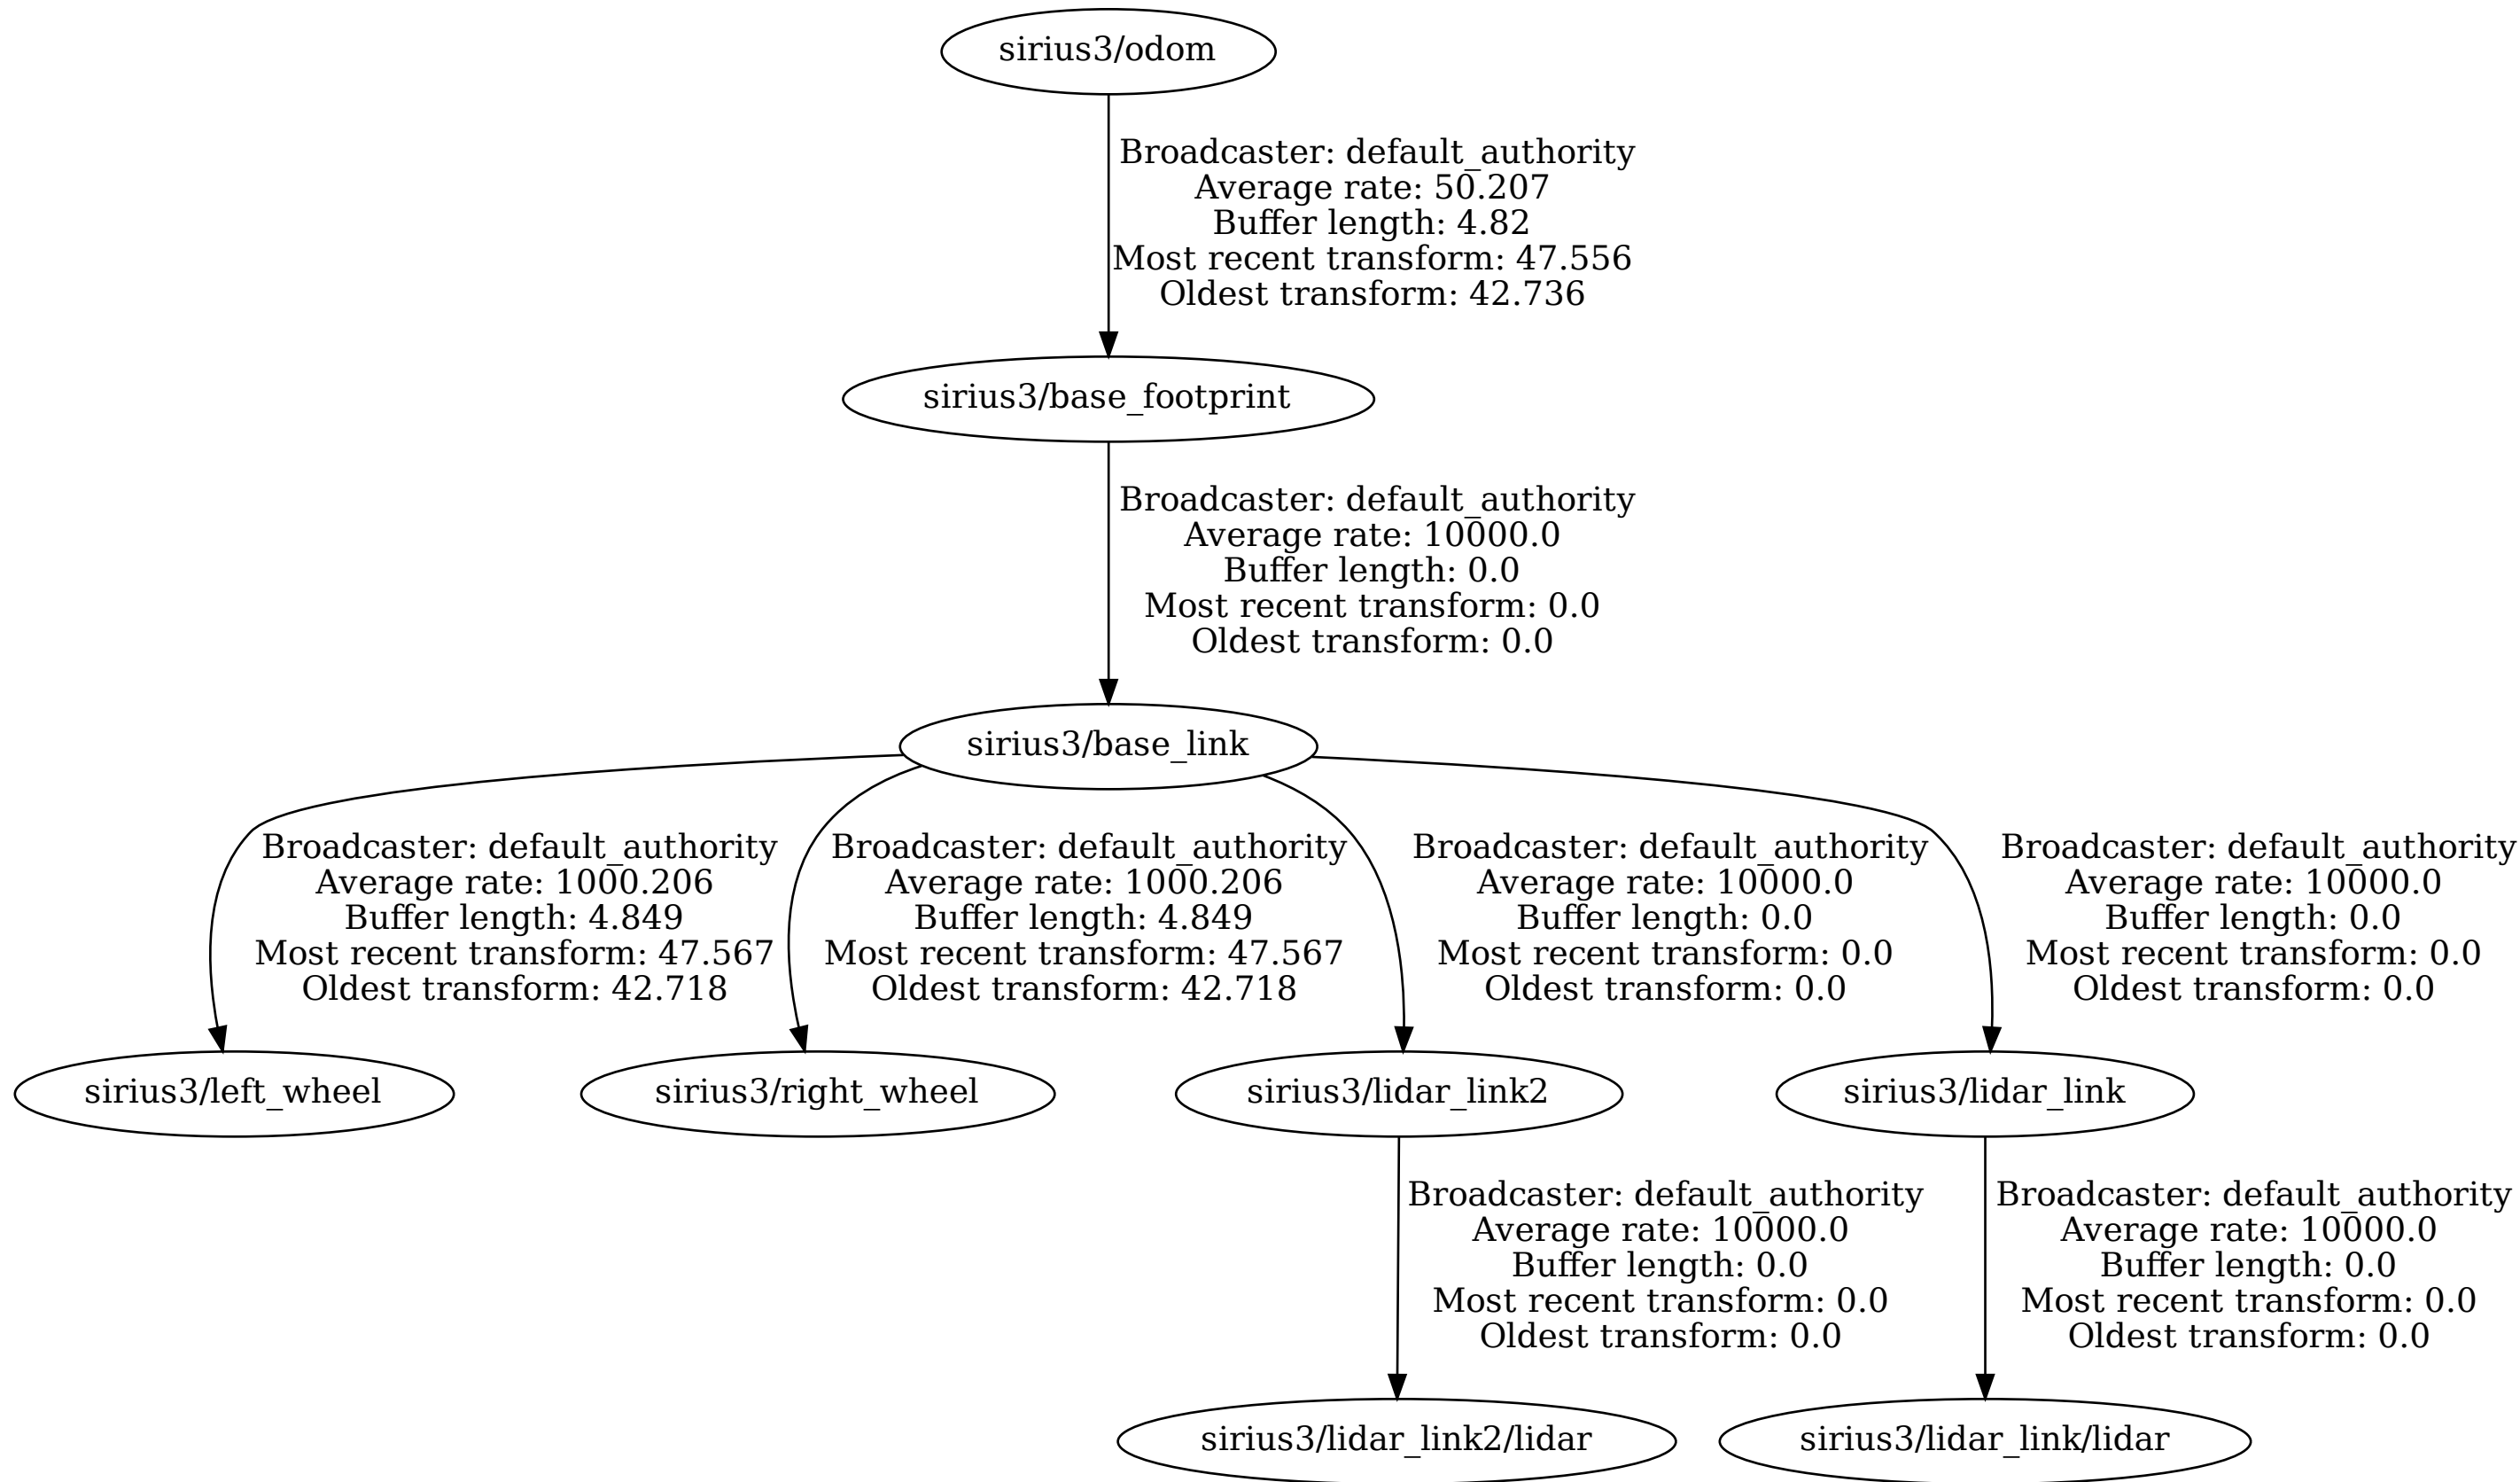 sirius3/odom
Broadcaster: default_authority
Average rate: 50.207
Buffer length: 4.82
Most recent transform: 47.556
Oldest transform: 42.736
sirius3/base_footprint
Broadcaster: default_authority
Average rate: 10000.0
Buffer length: 0.0
Most recent transform: 0.0
Oldest transform: 0.0
sirius3/base_link
Broadcaster: default_authority
Average rate: 1000.206
Buffer length: 4.849
Most recent transform: 47.567
Oldest transform: 42.718
Broadcaster: default_authority
Average rate: 1000.206
Buffer length: 4.849
Most recent transform: 47.567
Oldest transform: 42.718
Broadcaster: default_authority
Average rate: 10000.0
Buffer length: 0.0
Most recent transform: 0.0
Oldest transform: 0.0
Broadcaster: default_authority
Average rate: 10000.0
Buffer length: 0.0
Most recent transform: 0.0
Oldest transform: 0.0
sirius3/left_wheel
sirius3/right_wheel
sirius3/lidar_link2
sirius3/lidar_link
Broadcaster: default_authority
Average rate: 10000.0
Buffer length: 0.0
Most recent transform: 0.0
Oldest transform: 0.0
Broadcaster: default_authority
Average rate: 10000.0
Buffer length: 0.0
Most recent transform: 0.0
Oldest transform: 0.0
sirius3/lidar_link2/lidar
sirius3/lidar_link/lidar